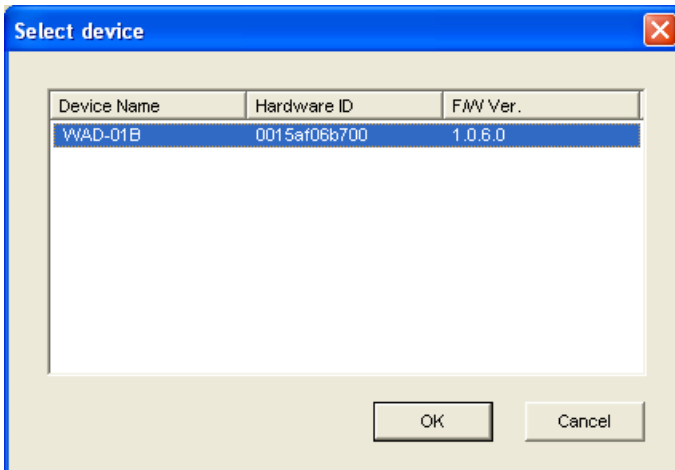 Select device
Device Name Hardware ID F/W Ver.
WAD-01B 0015af06b700 1.0.6.0
OK Cancel